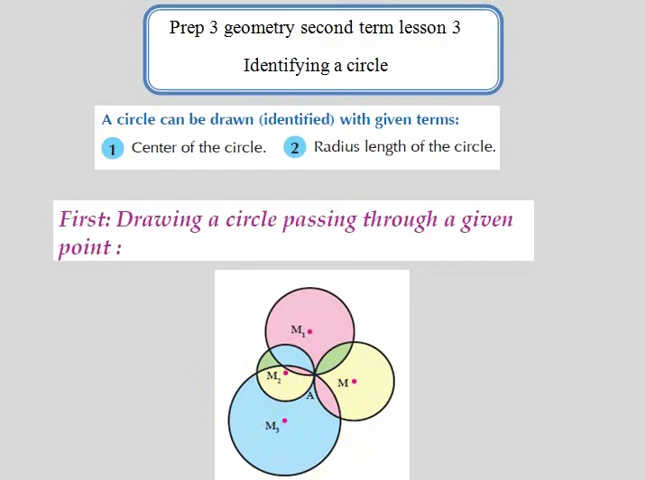 Prep 3 geometry second term lesson 3
Identifying a circle
A circle can be drawn (identified) with given terms:
1 Center of the circle. 2 Radius length of the circle.
First: Drawing a circle passing through a given
point :
M₁
M₂
M
A
M₃